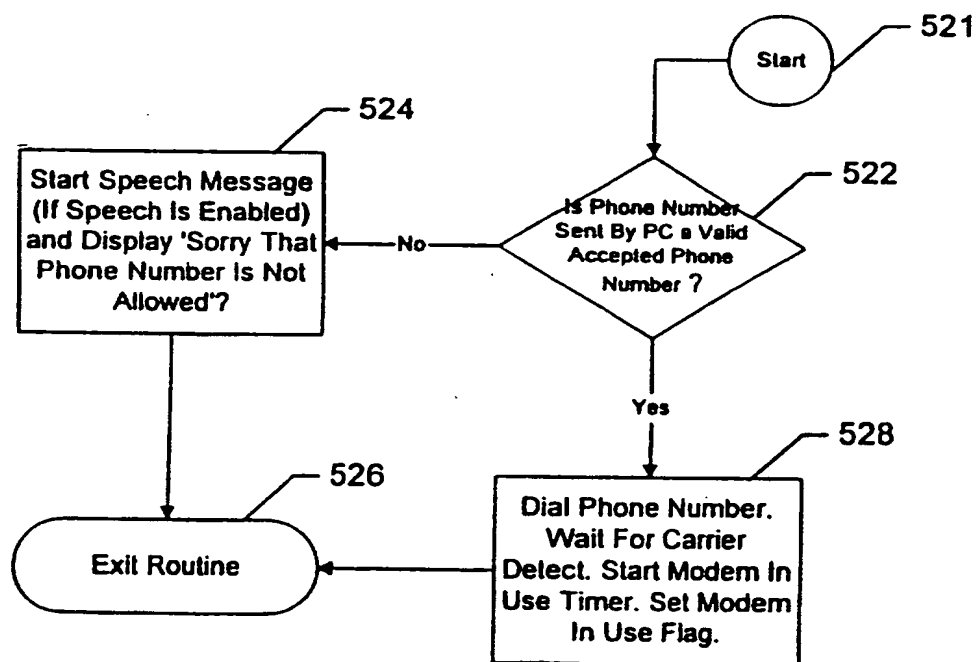 521
Start
524
Start Speech Message
(If Speech Is Enabled)
and Display 'Sorry That
Phone Number Is Not
Allowed'?
522
Is Phone Number
Sent By PC a Valid
Accepted Phone
Number ?
No
Yes
528
Dial Phone Number.
Wait For Carrier
Detect. Start Modem In
Use Timer. Set Modem
In Use Flag.
526
Exit Routine